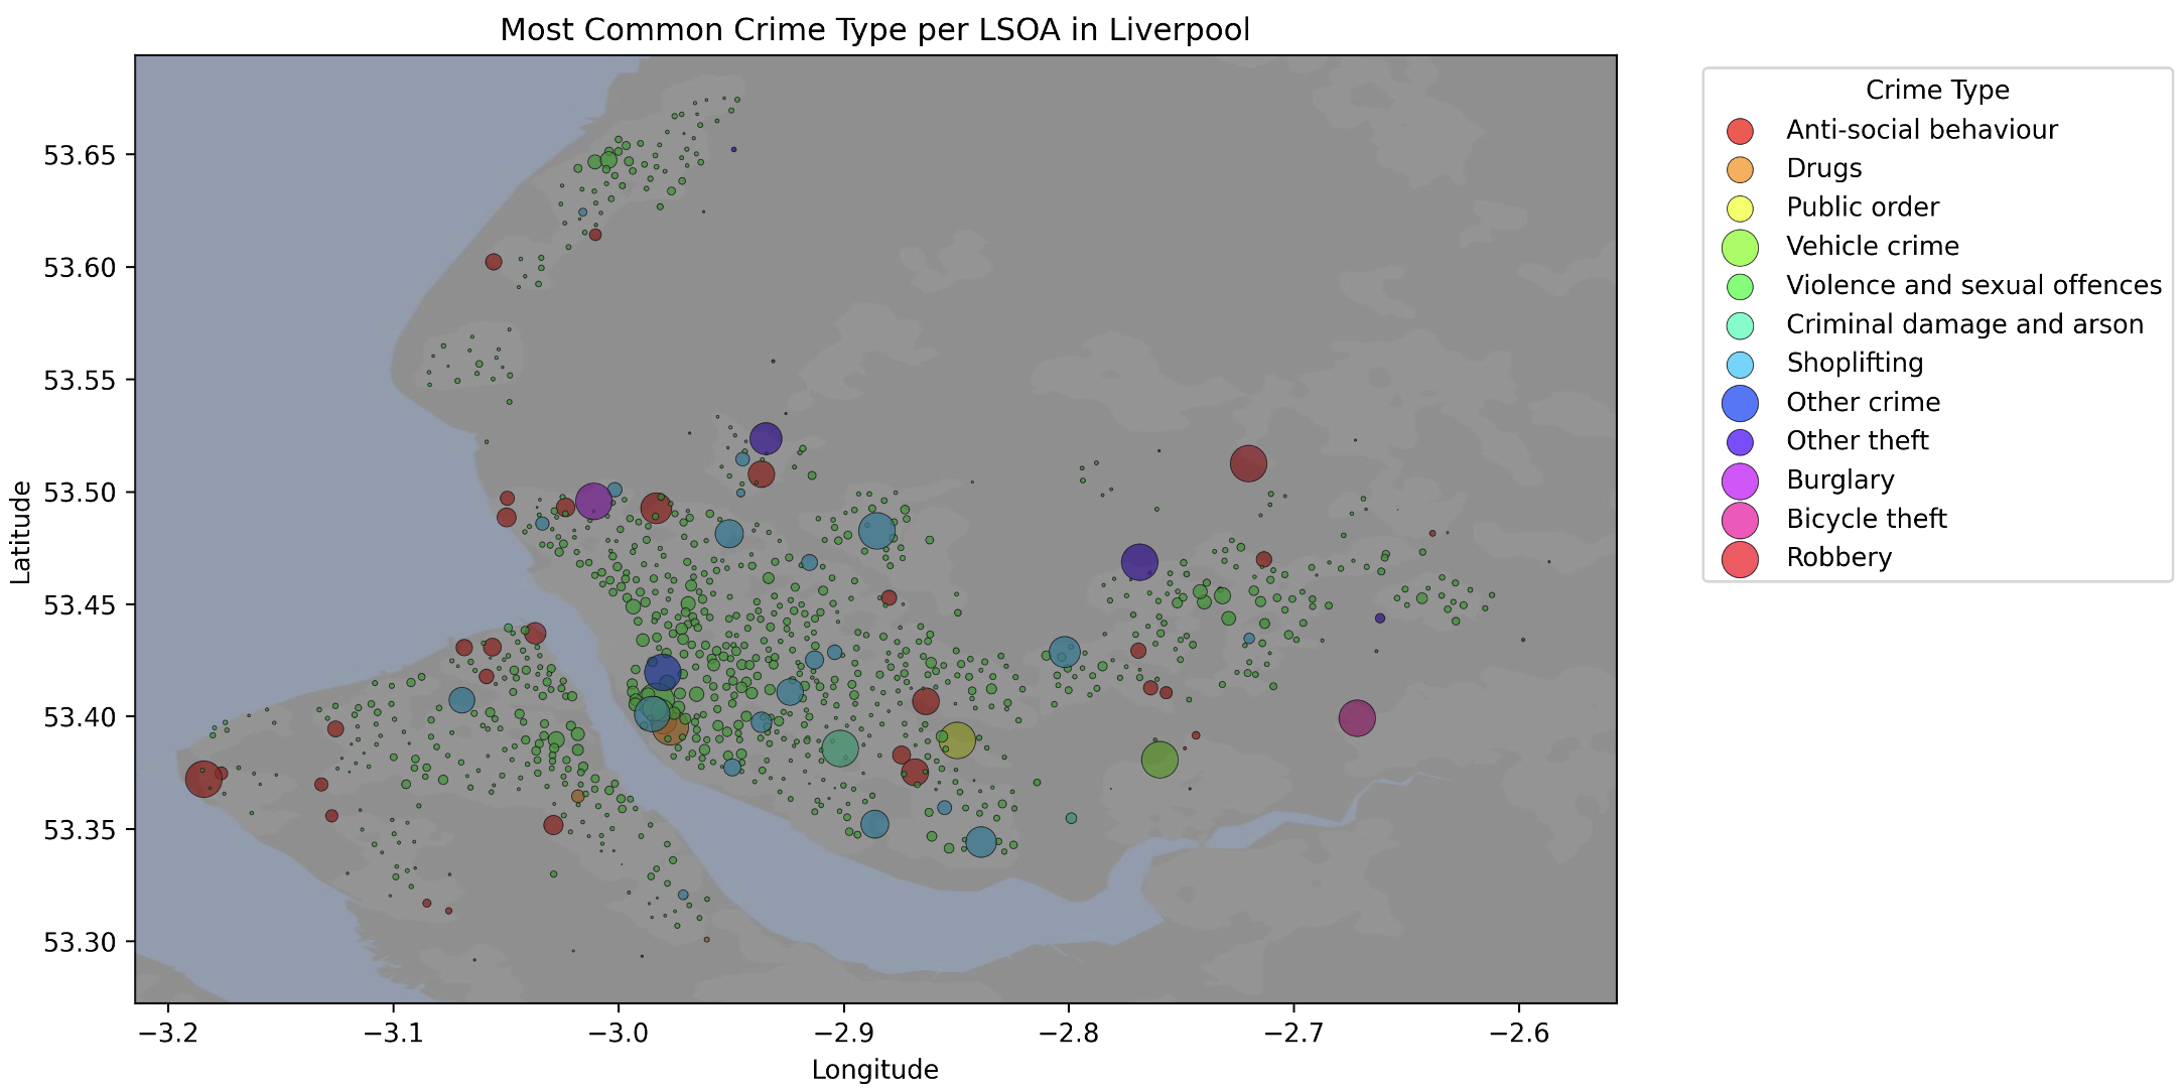 Most Common Crime Type per LSOA in Liverpool
Crime Type
Anti-social behaviour
Drugs
Public order
Vehicle crime
Violence and sexual offences
Criminal damage and arson
Shoplifting
Other crime
Other theft
Burglary
Bicycle theft
Robbery
Latitude
53.65
53.60
53.55
53.50
53.45
53.40
53.35
53.30
−3.2 −3.1 −3.0 −2.9 −2.8 −2.7 −2.6
Longitude